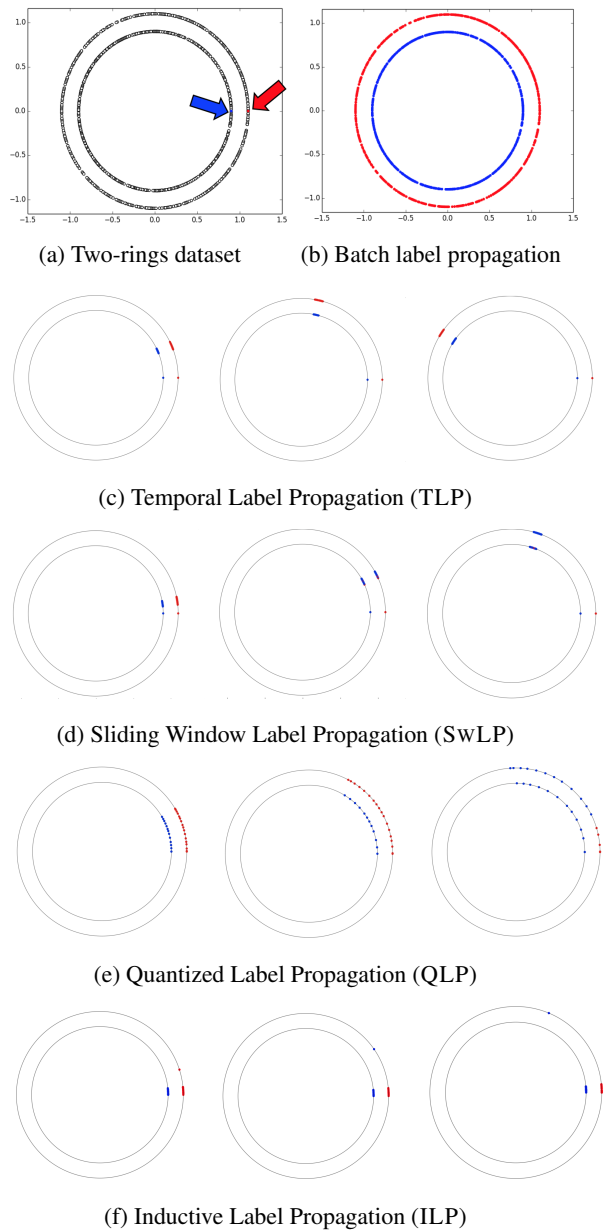 1.0
0.5
0.0
−0.5
−1.0
−1.5 −1.0 −0.5 0.0 0.5 1.0 1.5
1.0
0.5
0.0
−0.5
−1.0
−1.5 −1.0 −0.5 0.0 0.5 1.0 1.5
(a) Two-rings dataset
(b) Batch label propagation
(c) Temporal Label Propagation (TLP)
(d) Sliding Window Label Propagation (SWLP)
(e) Quantized Label Propagation (QLP)
(f) Inductive Label Propagation (ILP)